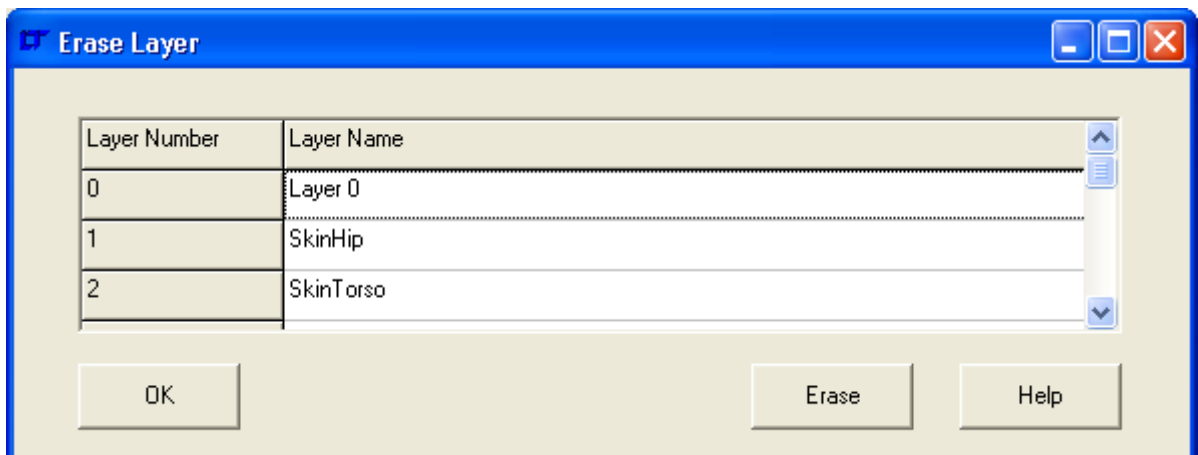 Erase Layer
Layer Number Layer Name
0 Layer 0
1 SkinHip
2 SkinTorso
OK Erase Help